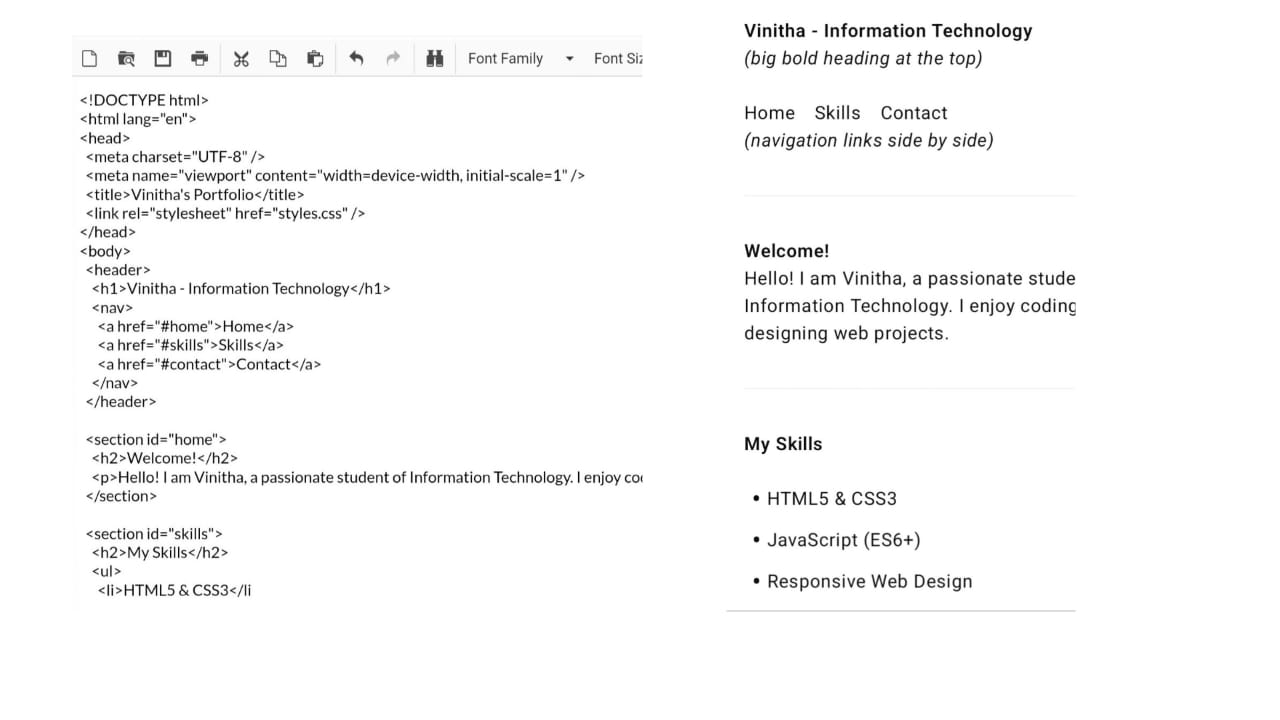 Font Family Font Siz
<!DOCTYPE html>
<html lang="en">
<head>
<meta charset="UTF-8" />
<meta name="viewport" content="width=device-width, initial-scale=1" />
<title>Vinitha's Portfolio</title>
<link rel="stylesheet" href="styles.css" />
</head>
<body>
<header>
<h1>Vinitha - Information Technology</h1>
<nav>
<a href="#home">Home</a>
<a href="#skills">Skills</a>
<a href="#contact">Contact</a>
</nav>
</header>
<section id="home">
<h2>Welcome!</h2>
<p>Hello! I am Vinitha, a passionate student of Information Technology. I enjoy co
</section>
<section id="skills">
<h2>My Skills</h2>
<ul>
<li>HTML5 & CSS3</li
Vinitha - Information Technology
(big bold heading at the top)
Home Skills Contact
(navigation links side by side)
Welcome!
Hello! I am Vinitha, a passionate stude
Information Technology. I enjoy coding
designing web projects.
My Skills
• HTML5 & CSS3
• JavaScript (ES6+)
• Responsive Web Design